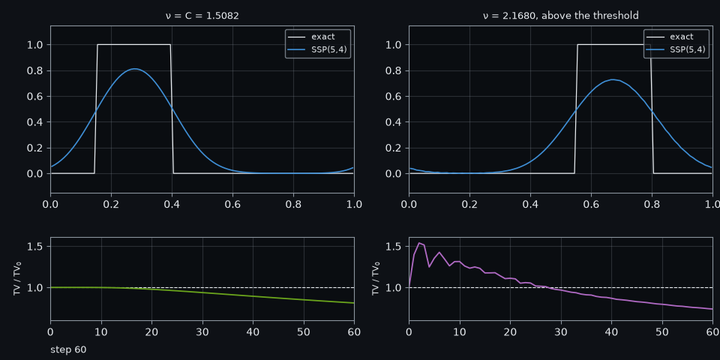 ν = C = 1.5082
ν = 2.1680, above the threshold
exact
SSP(5,4)
exact
SSP(5,4)
1.0
0.8
0.6
0.4
0.2
0.0
1.0
0.8
0.6
0.4
0.2
0.0
0.0 0.2 0.4 0.6 0.8 1.0
0.0 0.2 0.4 0.6 0.8 1.0
TV / TV₀
1.5
1.0
TV / TV₀
1.5
1.0
0 10 20 30 40 50 60
0 10 20 30 40 50 60
step 60